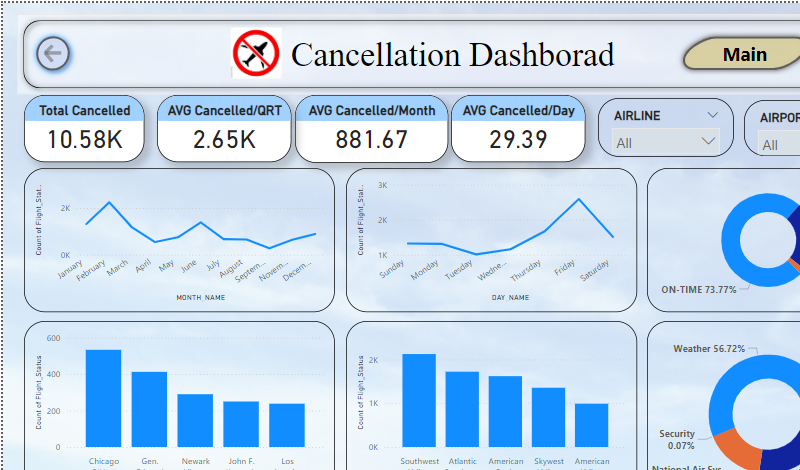 Cancellation Dashborad
Main
Total Cancelled
10.58K
AVG Cancelled/QRT
2.65K
AVG Cancelled/Month
881.67
AVG Cancelled/Day
29.39
AIRLINE
All
AIRPOR
All
Count of Flight_Stat...
2K
0K
January
February
March
April
May
June
July
August
Septem...
Novem...
Decem...
MONTH_NAME
Count of Flight_Stat...
3K
2K
1K
Sunday
Monday
Tuesday
Wedne...
Thursday
Friday
Saturday
DAY_NAME
ON-TIME 73.77%
Count of Flight_Status
600
400
200
0
Chicago
Gen.
Newark
John F.
Los
Count of Flight_Status
2K
1K
0K
Southwest
Atlantic
American
Skywest
American
Weather 56.72%
Security
0.07%
National Air Sys